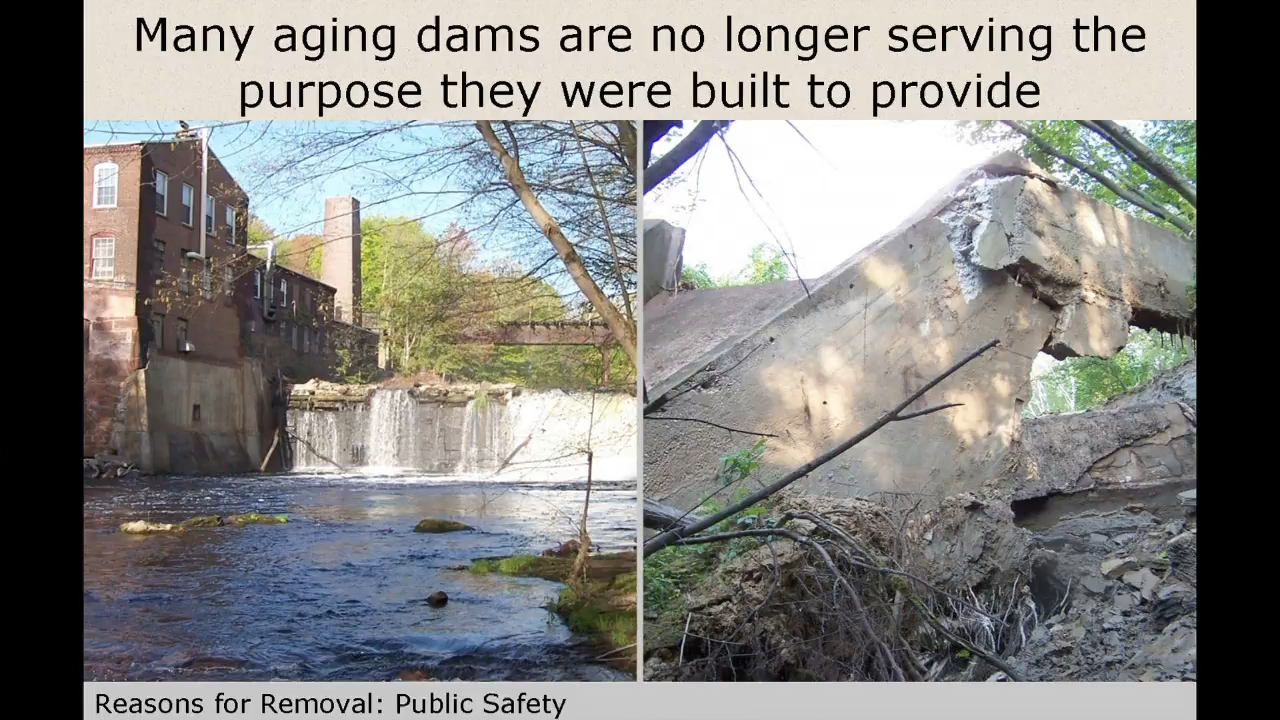 Many aging dams are no longer serving the
purpose they were built to provide
Reasons for Removal: Public Safety